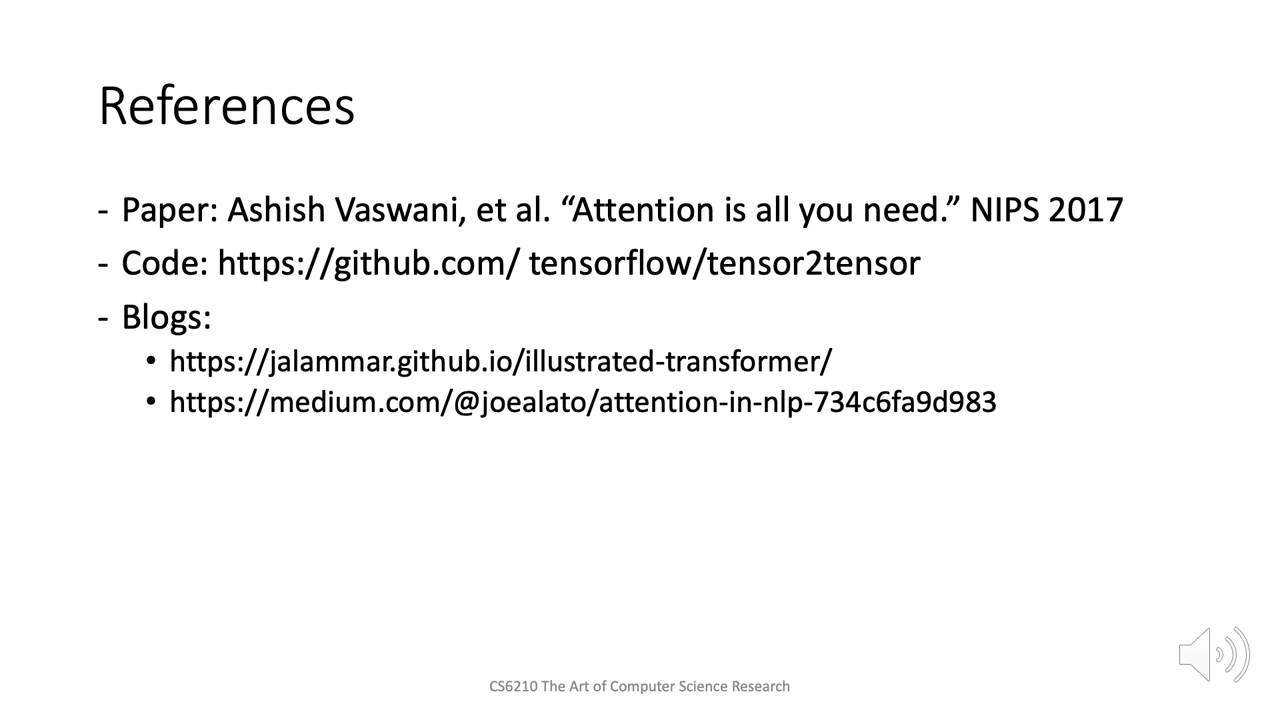 References
- Paper: Ashish Vaswani, et al. “Attention is all you need.” NIPS 2017
- Code: https://github.com/ tensorflow/tensor2tensor
- Blogs:
• https://jalammar.github.io/illustrated-transformer/
• https://medium.com/@joealato/attention-in-nlp-734c6fa9d983
CS6210 The Art of Computer Science Research